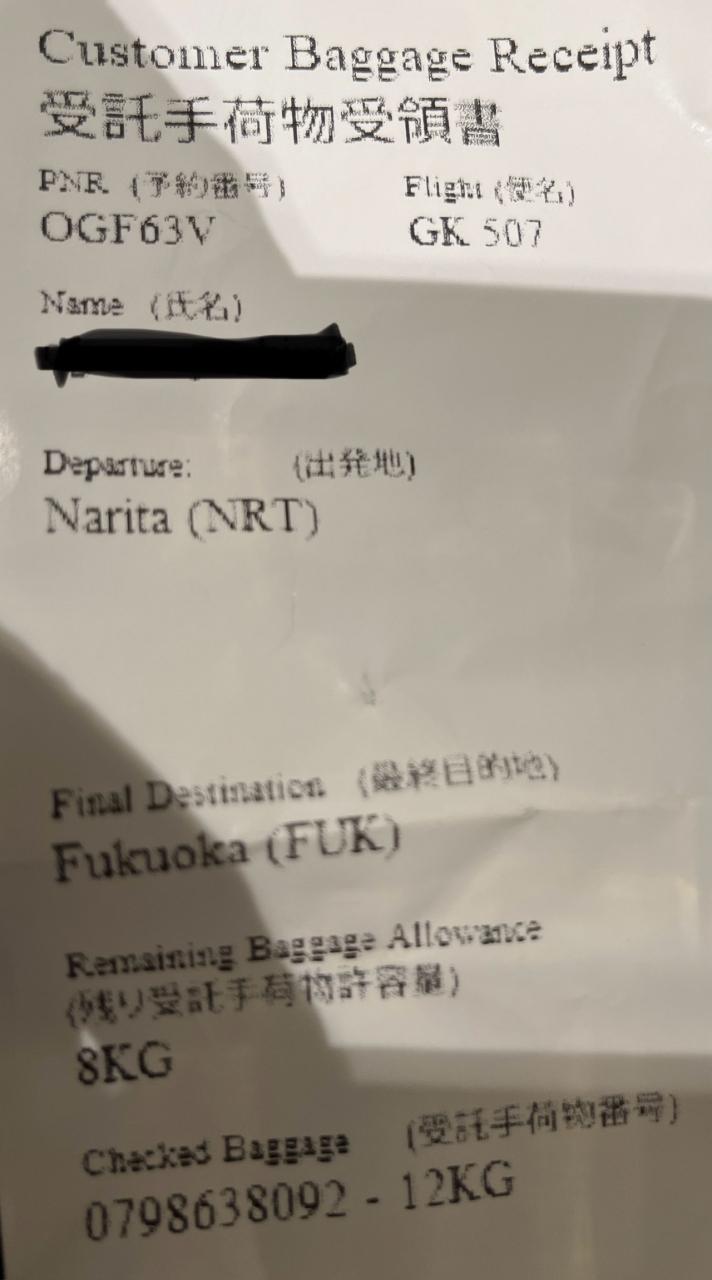 Customer Baggage Receipt
受託手荷物受領書
PNR (予約番号) Flight (便名)
OGF63V GK 507
Name (氏名)
Departure: (出発地)
Narita (NRT)
Final Destination (最終目的地)
Fukuoka (FUK)
Remaining Baggage Allowance
(残り受託手荷物許容量)
8KG
Checked Baggage (受託手荷物番号)
0798638092 - 12KG